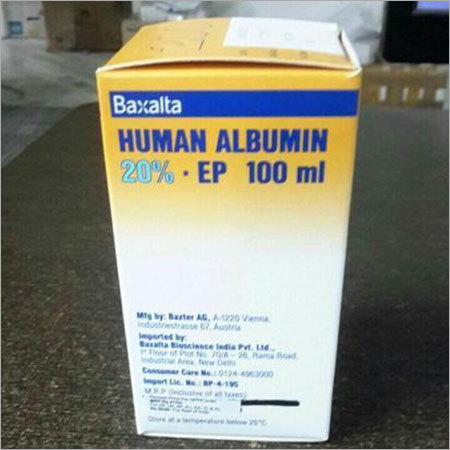 Baxalta
HUMAN ALBUMIN
20% · EP 100 ml
Mfg by: Baxter AG, A-1220 Vienna,
Industriestrasse 67, Austria
Imported by:
Baxalta Bioscience India Pvt. Ltd.,
1st Floor of Plot No. 70/A - 26, Rama Road,
Industrial Area, New Delhi
Consumer Care No.: 0124-4963000
Import Lic. No.: BP-4-195
M.R.P (Inclusive of all taxes)
Store at a temperature below 25°C